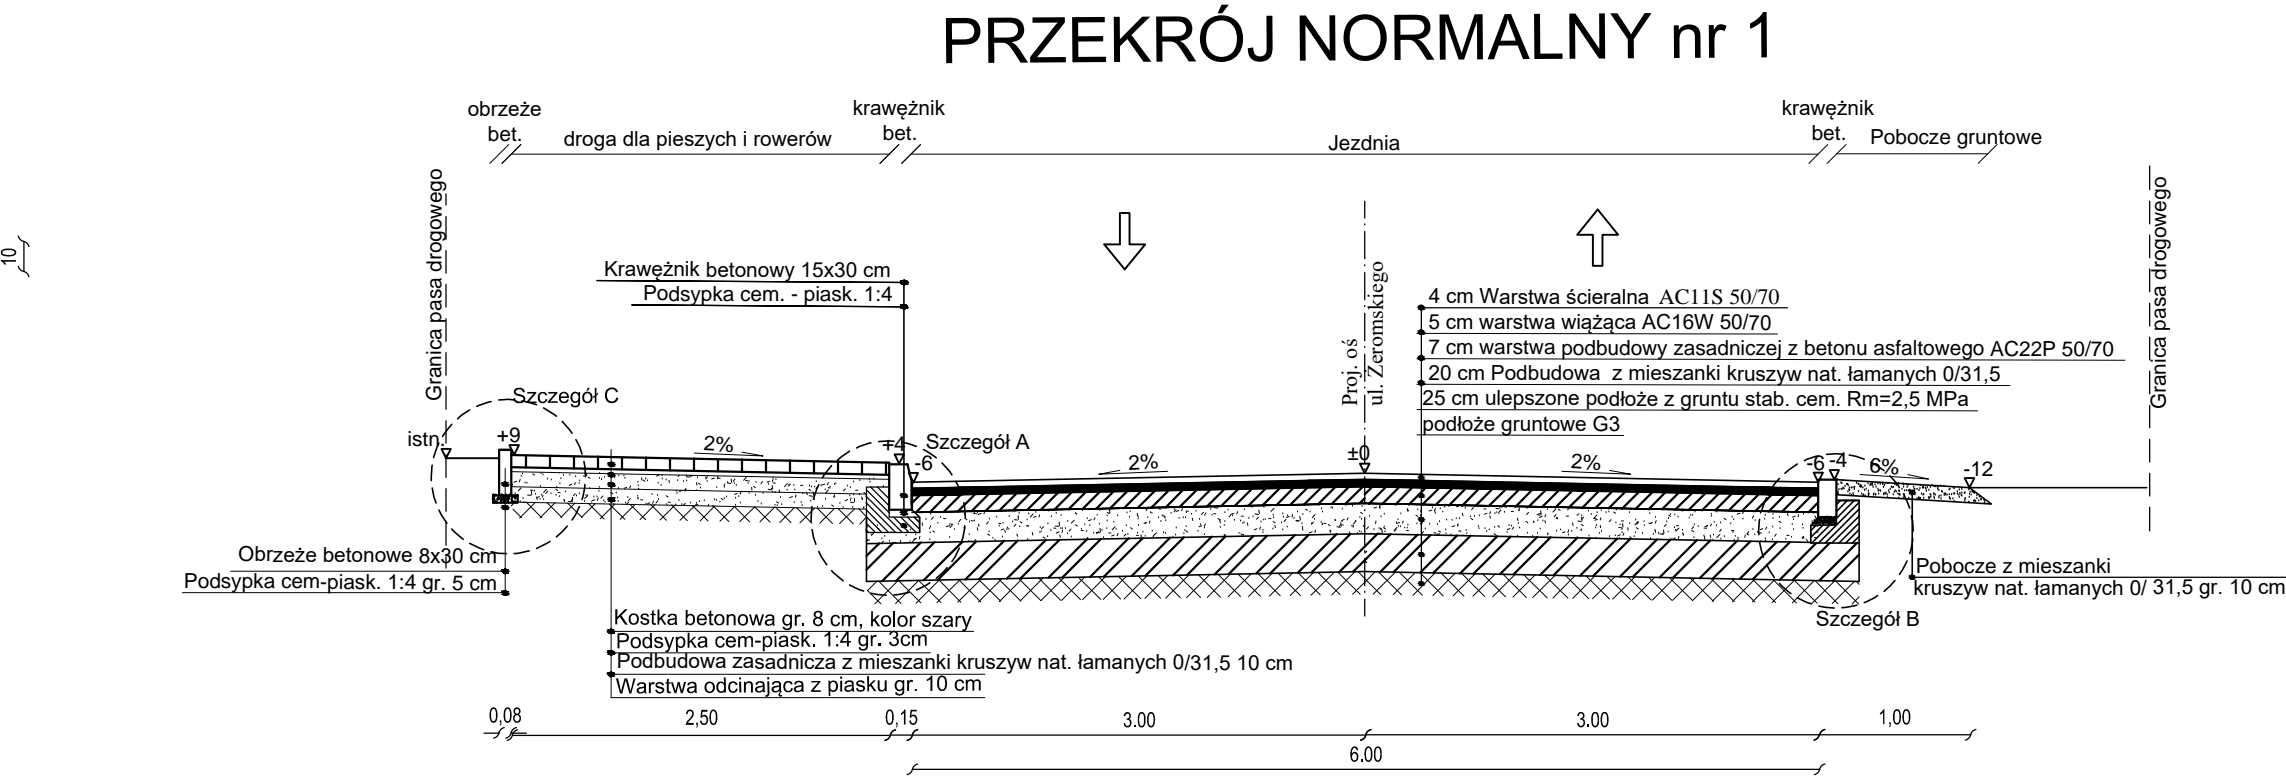 PRZEKRÓJ NORMALNY nr 1
obrzeże
bet.
droga dla pieszych i rowerów
krawężnik
bet.
Jezdnia
krawężnik
bet.
Pobocze gruntowe
Granica pasa drogowego
10
Krawężnik betonowy 15x30 cm
Podsypka cem. - piask. 1:4
Proj. oś
ul. Żeromskiego
4 cm Warstwa ścieralna AC11S 50/70
5 cm warstwa wiążąca AC16W 50/70
7 cm warstwa podbudowy zasadniczej z betonu asfaltowego AC22P 50/70
20 cm Podbudowa z mieszanki kruszyw nat. łamanych 0/31,5
25 cm ulepszone podłoże z gruntu stab. cem. Rm=2,5 MPa
podłoże gruntowe G3
Granica pasa drogowego
Szczegół C
istn.
+9
2%
+4
Szczegół A
-6
2%
±0
2%
-6
-4
6%
-12
Obrzeże betonowe 8x30 cm
Podsypka cem-piask. 1:4 gr. 5 cm
Pobocze z mieszanki
kruszyw nat. łamanych 0/ 31,5 gr. 10 cm
Szczegół B
Kostka betonowa gr. 8 cm, kolor szary
Podsypka cem-piask. 1:4 gr. 3cm
Podbudowa zasadnicza z mieszanki kruszyw nat. łamanych 0/31,5 10 cm
Warstwa odcinająca z piasku gr. 10 cm
0,08
2,50
0,15
3.00
3.00
1,00
6.00